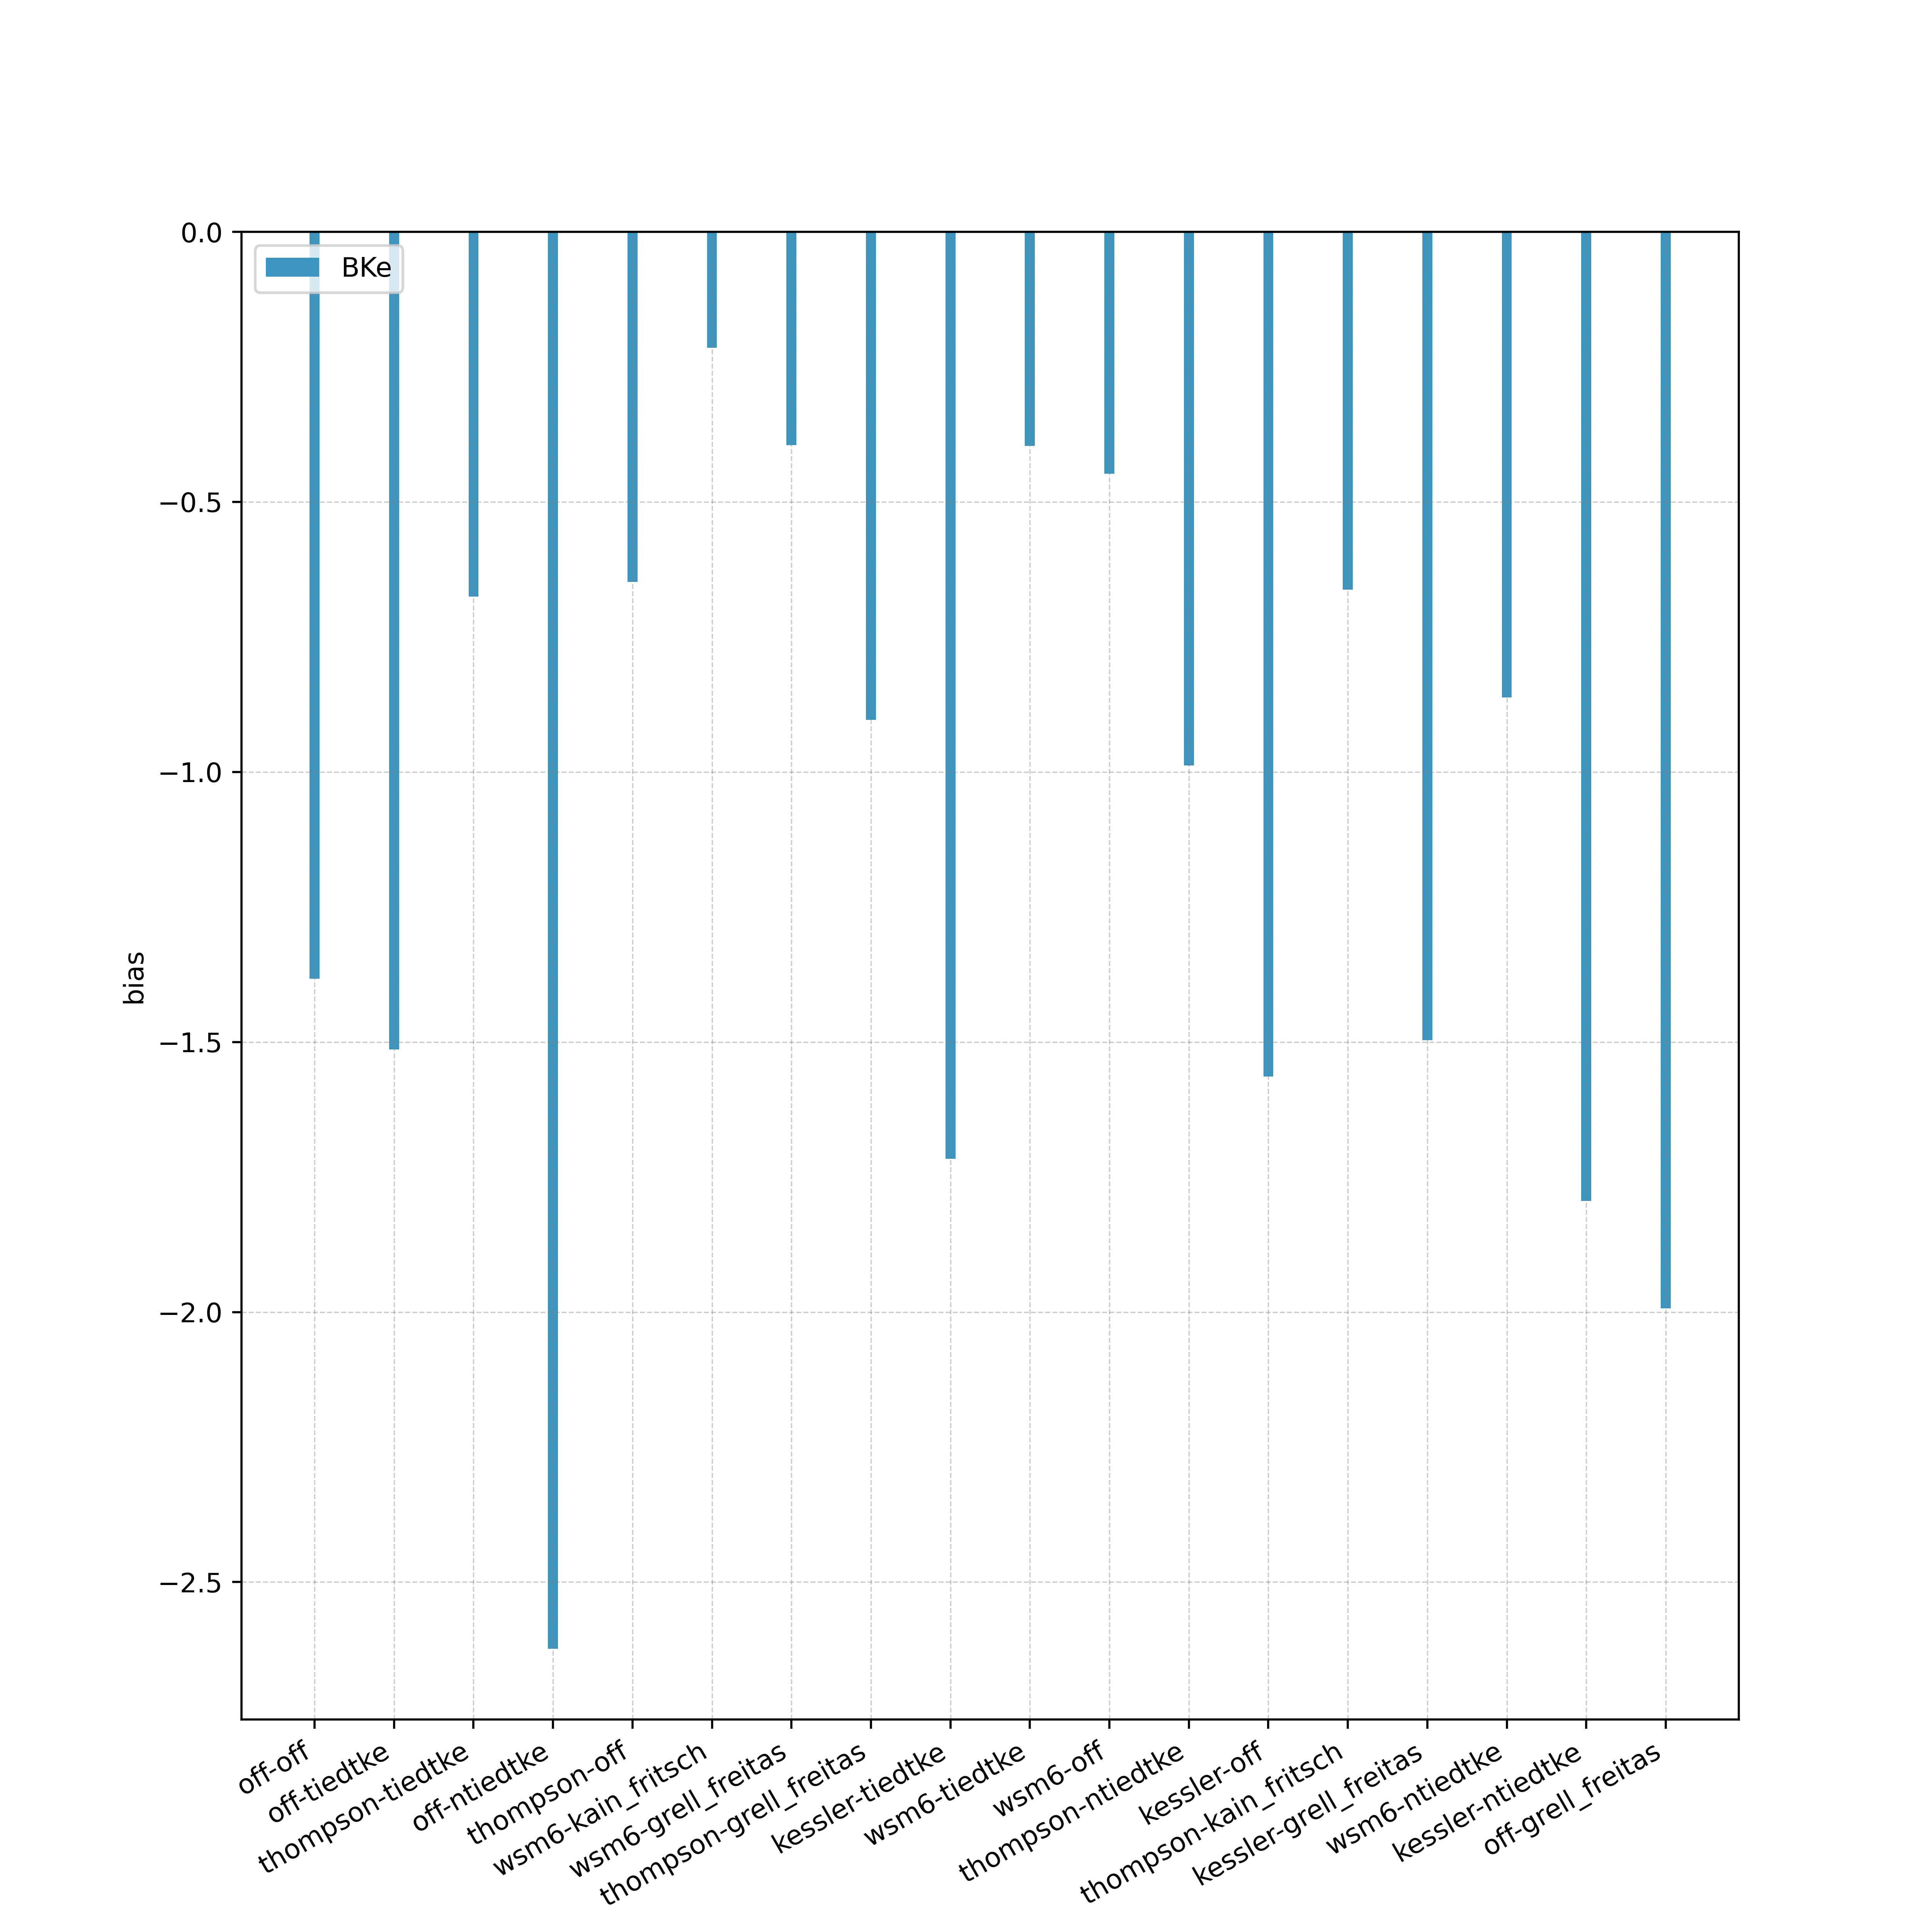 0.0
BKe
−0.5
−1.0
bias
−1.5
−2.0
−2.5
off-off
off-tiedtke
thompson-tiedtke
off-ntiedtke
thompson-off
wsm6-kain_fritsch
wsm6-grell_freitas
thompson-grell_freitas
kessler-tiedtke
wsm6-tiedtke
wsm6-off
thompson-ntiedtke
kessler-off
thompson-kain_fritsch
kessler-grell_freitas
wsm6-ntiedtke
kessler-ntiedtke
off-grell_freitas